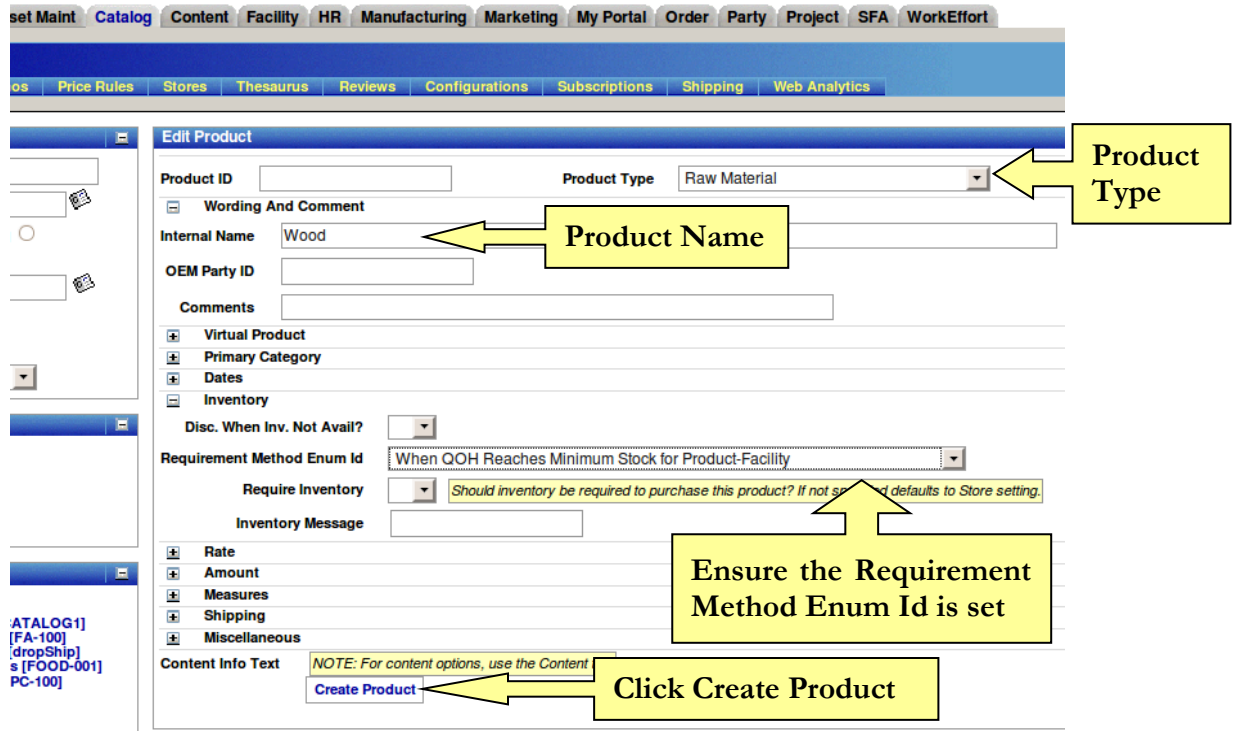 set Maint Catalog Content Facility HR Manufacturing Marketing My Portal Order Party Project SFA WorkEffort
os Price Rules Stores Thesaurus Reviews Configurations Subscriptions Shipping Web Analytics
Edit Product
Product ID
Product Type Raw Material
Product
Type
Wording And Comment
Internal Name Wood
Product Name
OEM Party ID
Comments
Virtual Product
Primary Category
Dates
Inventory
Disc. When Inv. Not Avail?
Requirement Method Enum Id When QOH Reaches Minimum Stock for Product-Facility
Require Inventory Should inventory be required to purchase this product? If not defaults to Store setting.
Inventory Message
Ensure the Requirement
Method Enum Id is set
Rate
Amount
Measures
Shipping
Miscellaneous
CATALOG1]
[FA-100]
[dropShip]
s [FOOD-001]
PC-100]
Content Info Text NOTE: For content options, use the Content
Create Product
Click Create Product